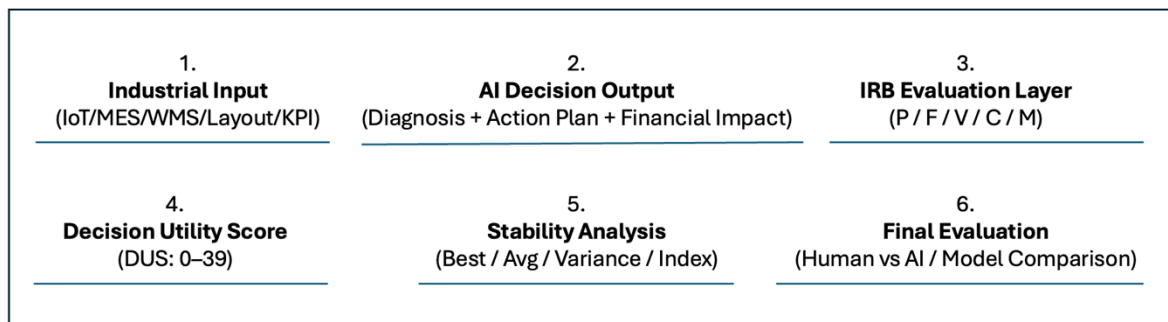 1.
Industrial Input
(IoT/MES/WMS/Layout/KPI)
2.
AI Decision Output
(Diagnosis + Action Plan + Financial Impact)
3.
IRB Evaluation Layer
(P / F / V / C / M)
4.
Decision Utility Score
(DUS: 0–39)
5.
Stability Analysis
(Best / Avg / Variance / Index)
6.
Final Evaluation
(Human vs AI / Model Comparison)